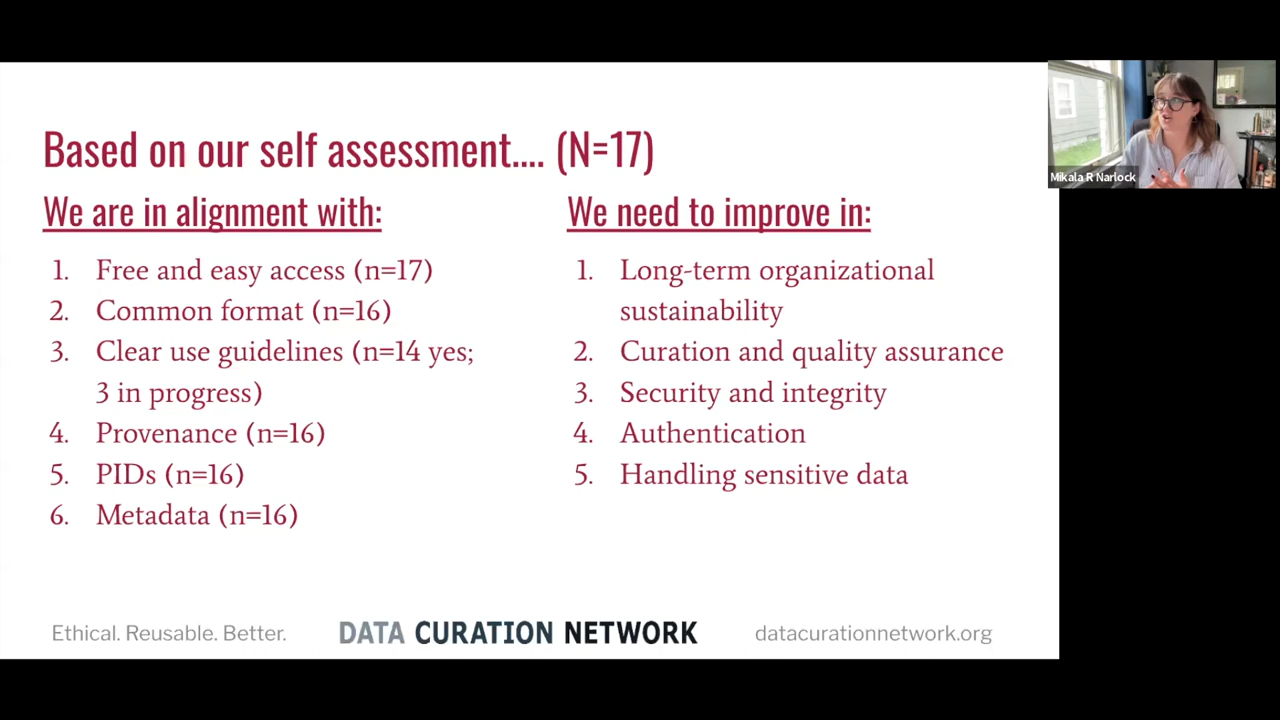 Based on our self assessment.... (N=17)
We are in alignment with:
1. Free and easy access (n=17)
2. Common format (n=16)
3. Clear use guidelines (n=14 yes;
3 in progress)
4. Provenance (n=16)
5. PIDs (n=16)
6. Metadata (n=16)
We need to improve in:
1. Long-term organizational
sustainability
2. Curation and quality assurance
3. Security and integrity
4. Authentication
5. Handling sensitive data
Ethical. Reusable. Better.
DATA CURATION NETWORK
datacurationnetwork.org
Mikala R Narlock